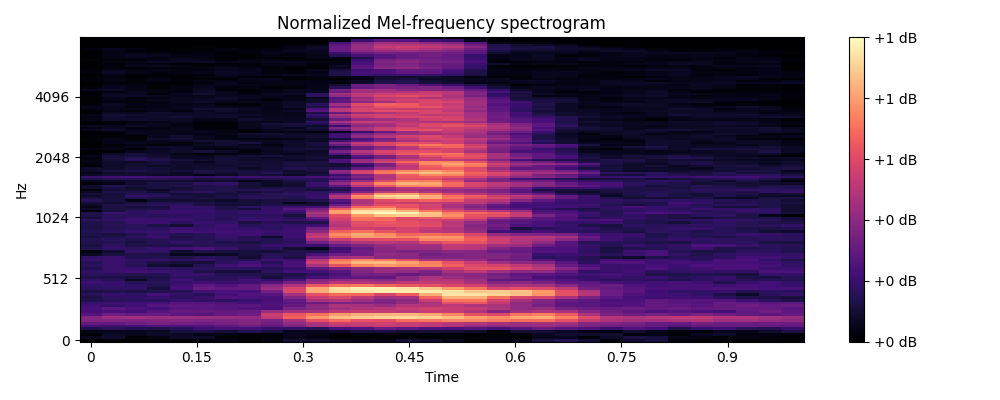 Normalized Mel-frequency spectrogram
Hz
4096
2048
1024
512
0
0 0.15 0.3 0.45 0.6 0.75 0.9
Time
+1 dB
+1 dB
+1 dB
+0 dB
+0 dB
+0 dB